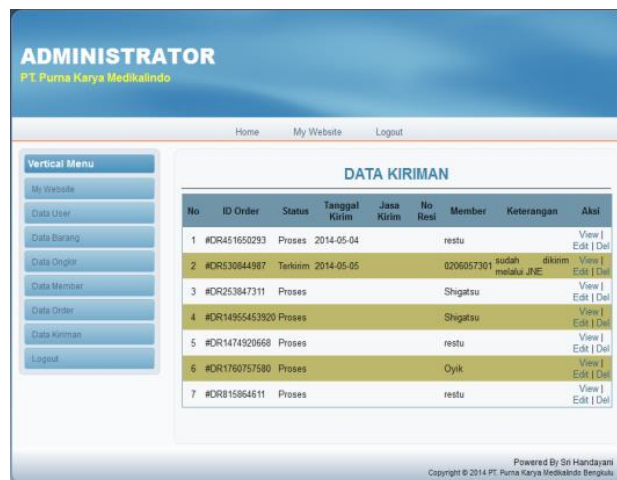 ADMINISTRATOR
PT. Purna Karya Medikalindo
Home My Website Logout
Vertical Menu
My Website
Data User
Data Barang
Data Ongkir
Data Member
Data Order
Data Kiriman
Logout
DATA KIRIMAN
No ID Order Status Tanggal Kirim Jasa Kirim No Resi Member Keterangan Aksi
1 #DR451650293 Proses 2014-05-04 restu View | Edit | Del
2 #DR530844987 Terkirim 2014-05-05 0206057301 sudah dikirim melalui JNE View | Edit | Del
3 #DR253847311 Proses Shigatsu View | Edit | Del
4 #DR14955453920 Proses Shigatsu View | Edit | Del
5 #DR1474920668 Proses restu View | Edit | Del
6 #DR1760757580 Proses Oyik View | Edit | Del
7 #DR815864611 Proses restu View | Edit | Del
Powered By Sri Handayani
Copyright © 2014 PT. Purna Karya Medikalindo Bengkulu